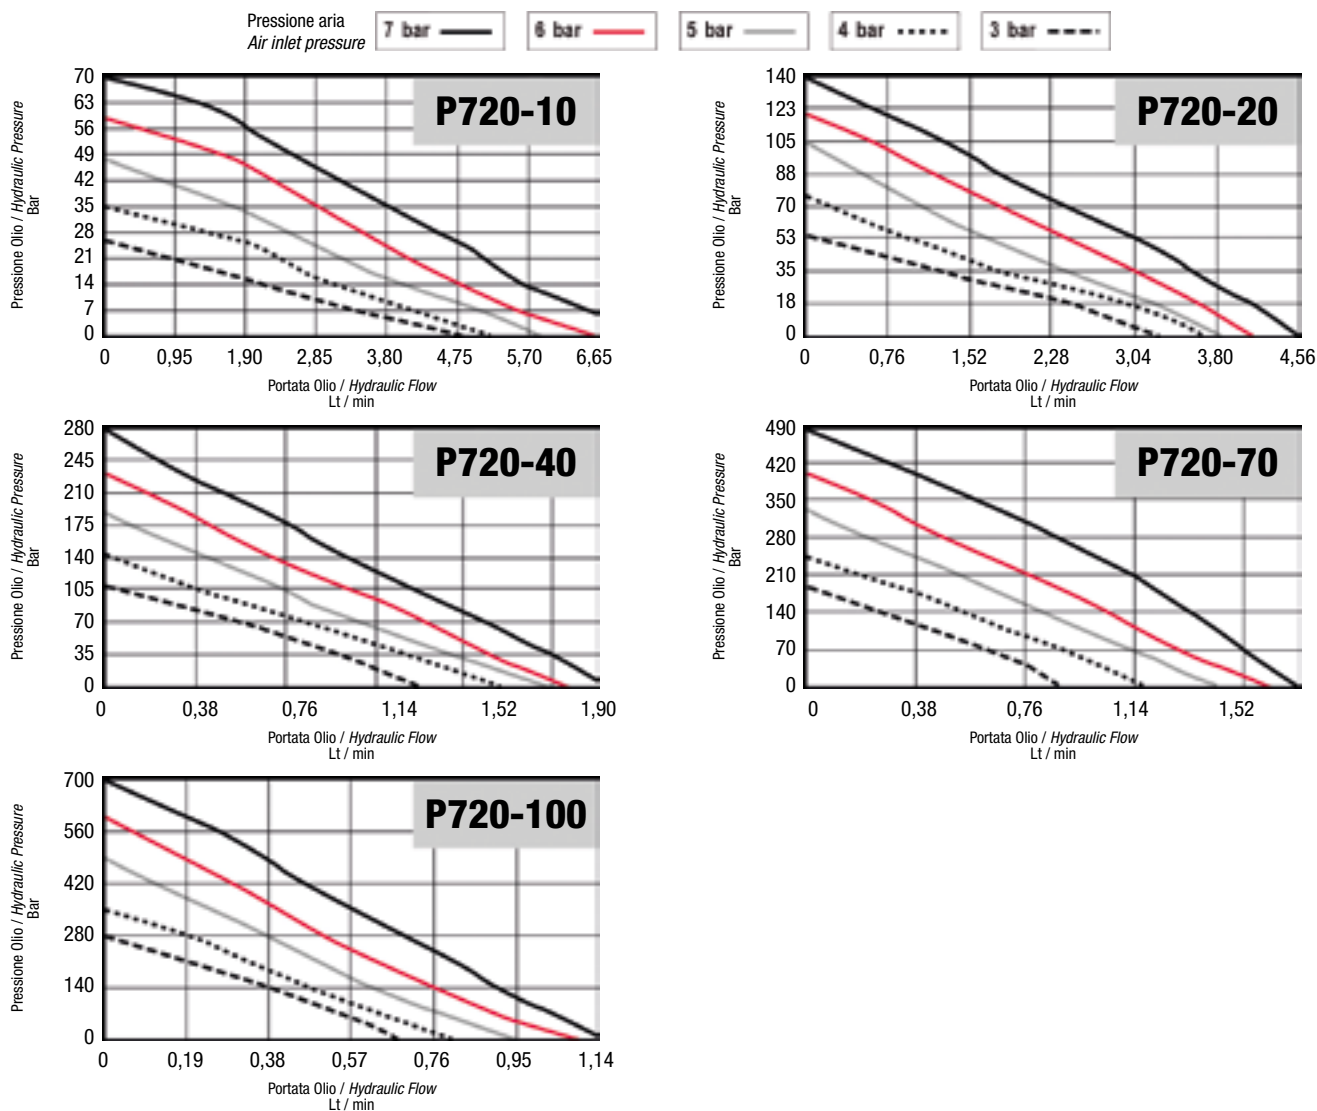 Pressione aria
Air inlet pressure
7 bar
6 bar
5 bar
4 bar
3 bar
P720-10
Pressione Olio / Hydraulic Pressure
Bar
70
63
56
49
42
35
28
21
14
7
0
0 0,95 1,90 2,85 3,80 4,75 5,70 6,65
Portata Olio / Hydraulic Flow
Lt / min
P720-20
Pressione Olio / Hydraulic Pressure
Bar
140
123
105
88
70
53
35
18
0
0 0,76 1,52 2,28 3,04 3,80 4,56
Portata Olio / Hydraulic Flow
Lt / min
P720-40
Pressione Olio / Hydraulic Pressure
Bar
280
245
210
175
140
105
70
35
0
0 0,38 0,76 1,14 1,52 1,90
Portata Olio / Hydraulic Flow
Lt / min
P720-70
Pressione Olio / Hydraulic Pressure
Bar
490
420
350
280
210
140
70
0
0 0,38 0,76 1,14 1,52
Portata Olio / Hydraulic Flow
Lt / min
P720-100
Pressione Olio / Hydraulic Pressure
Bar
700
560
420
280
140
0
0 0,19 0,38 0,57 0,76 0,95 1,14
Portata Olio / Hydraulic Flow
Lt / min